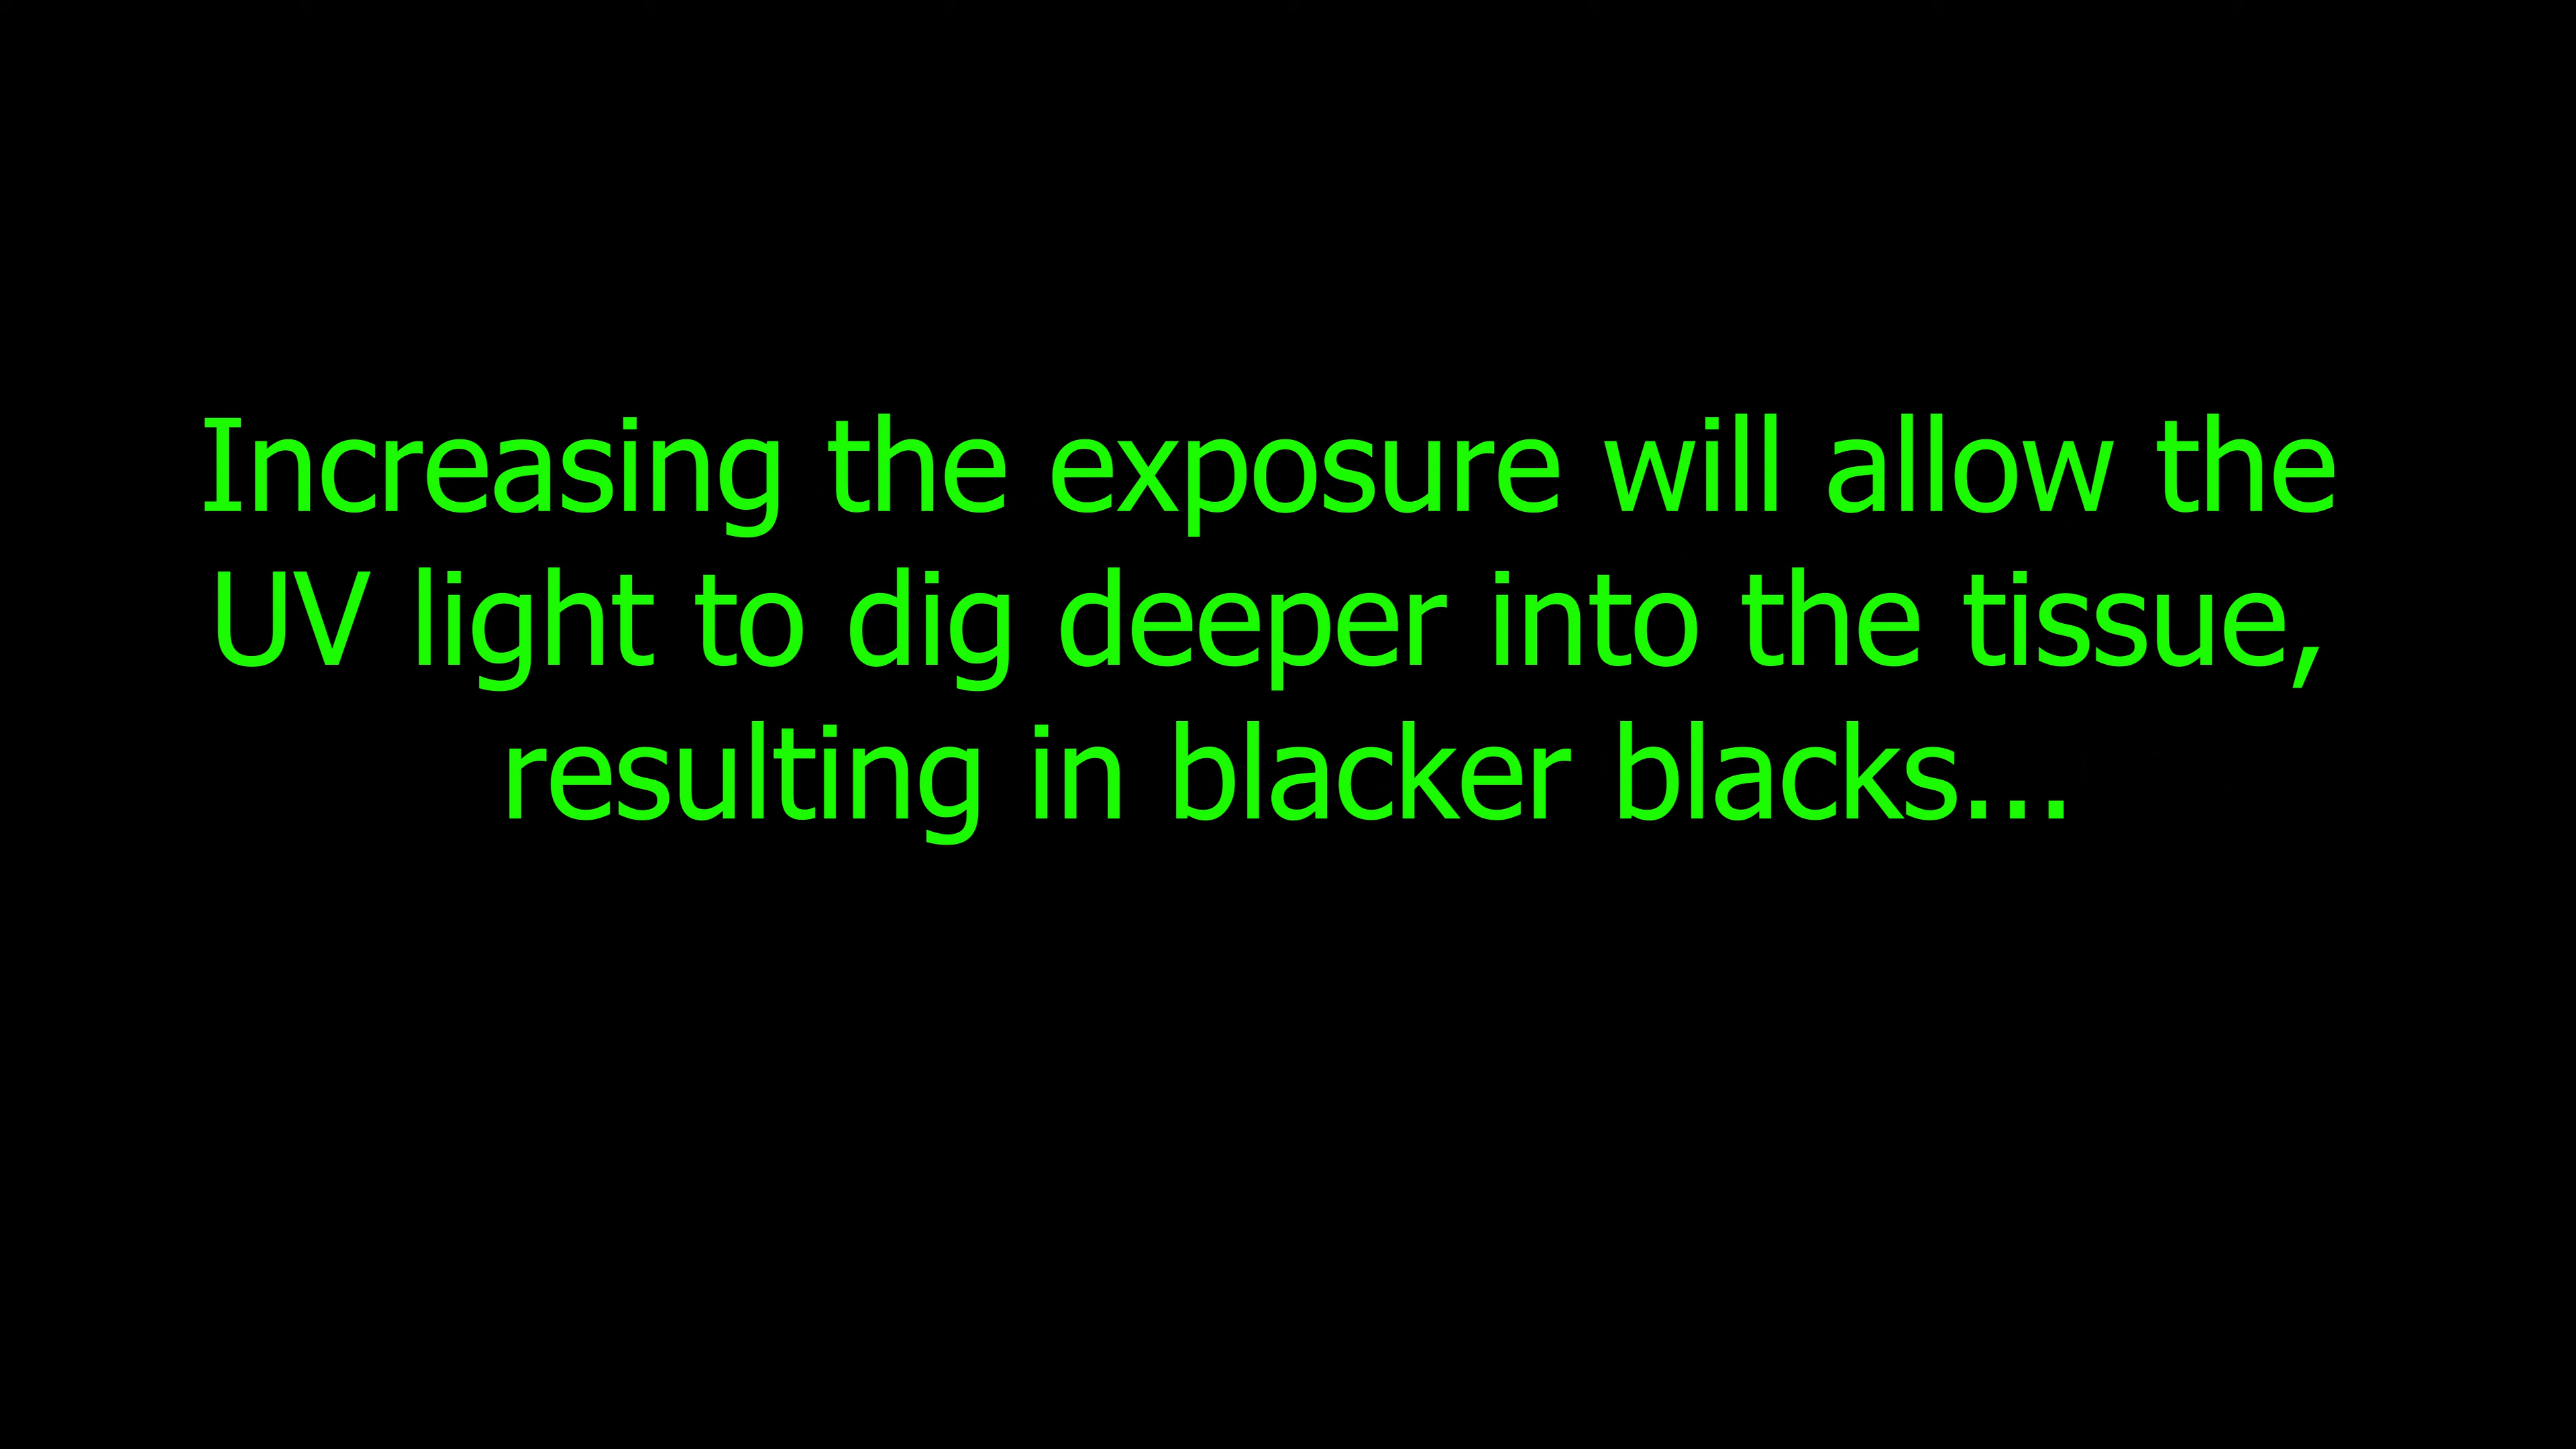 Increasing the exposure will allow the
UV light to dig deeper into the tissue,
resulting in blacker blacks...